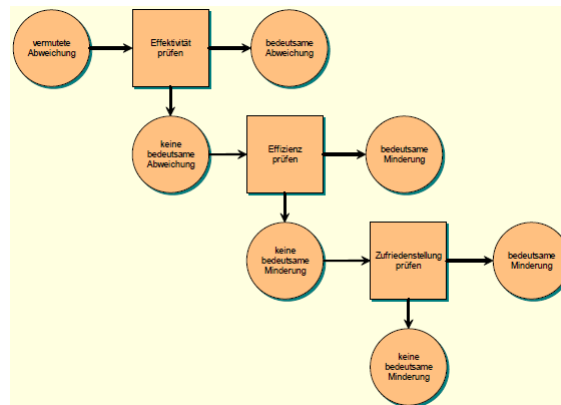 vermutete
Abweichung
Effektivität
prüfen
bedeutsame
Abweichung
keine
bedeutsame
Abweichung
Effizienz
prüfen
bedeutsame
Minderung
keine
bedeutsame
Minderung
Zufriedenstellung
prüfen
bedeutsame
Minderung
keine
bedeutsame
Minderung